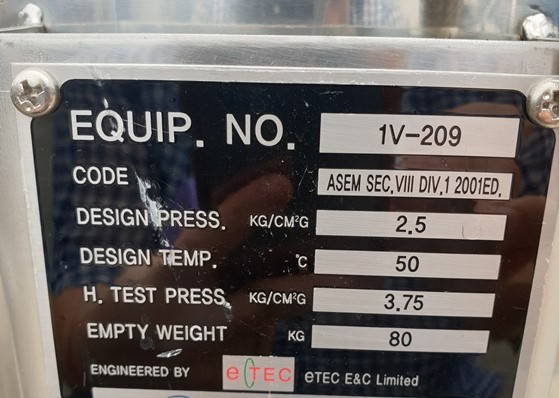 EQUIP. NO. 1V-209
CODE ASEM SEC.VIII DIV.1 2001ED.
DESIGN PRESS. KG/CM²G 2.5
DESIGN TEMP. °C 50
H. TEST PRESS. KG/CM²G 3.75
EMPTY WEIGHT KG 80
ENGINEERED BY eTEC eTEC E&C Limited